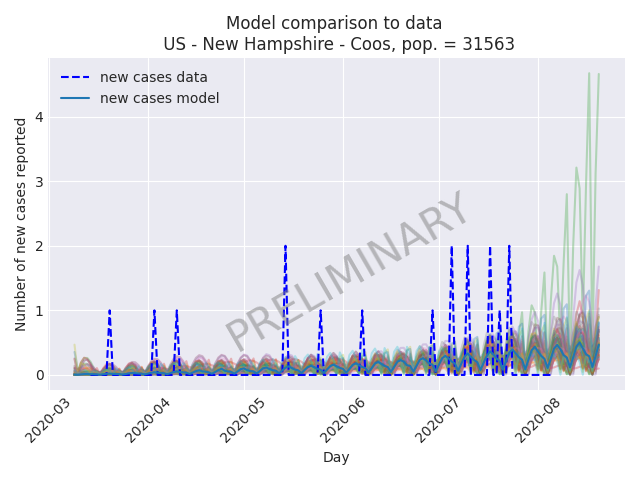 Model comparison to data
US - New Hampshire - Coos, pop. = 31563
new cases data
new cases model
Number of new cases reported
4
3
2
1
0
PRELIMINARY
2020-03
2020-04
2020-05
2020-06
2020-07
2020-08
Day